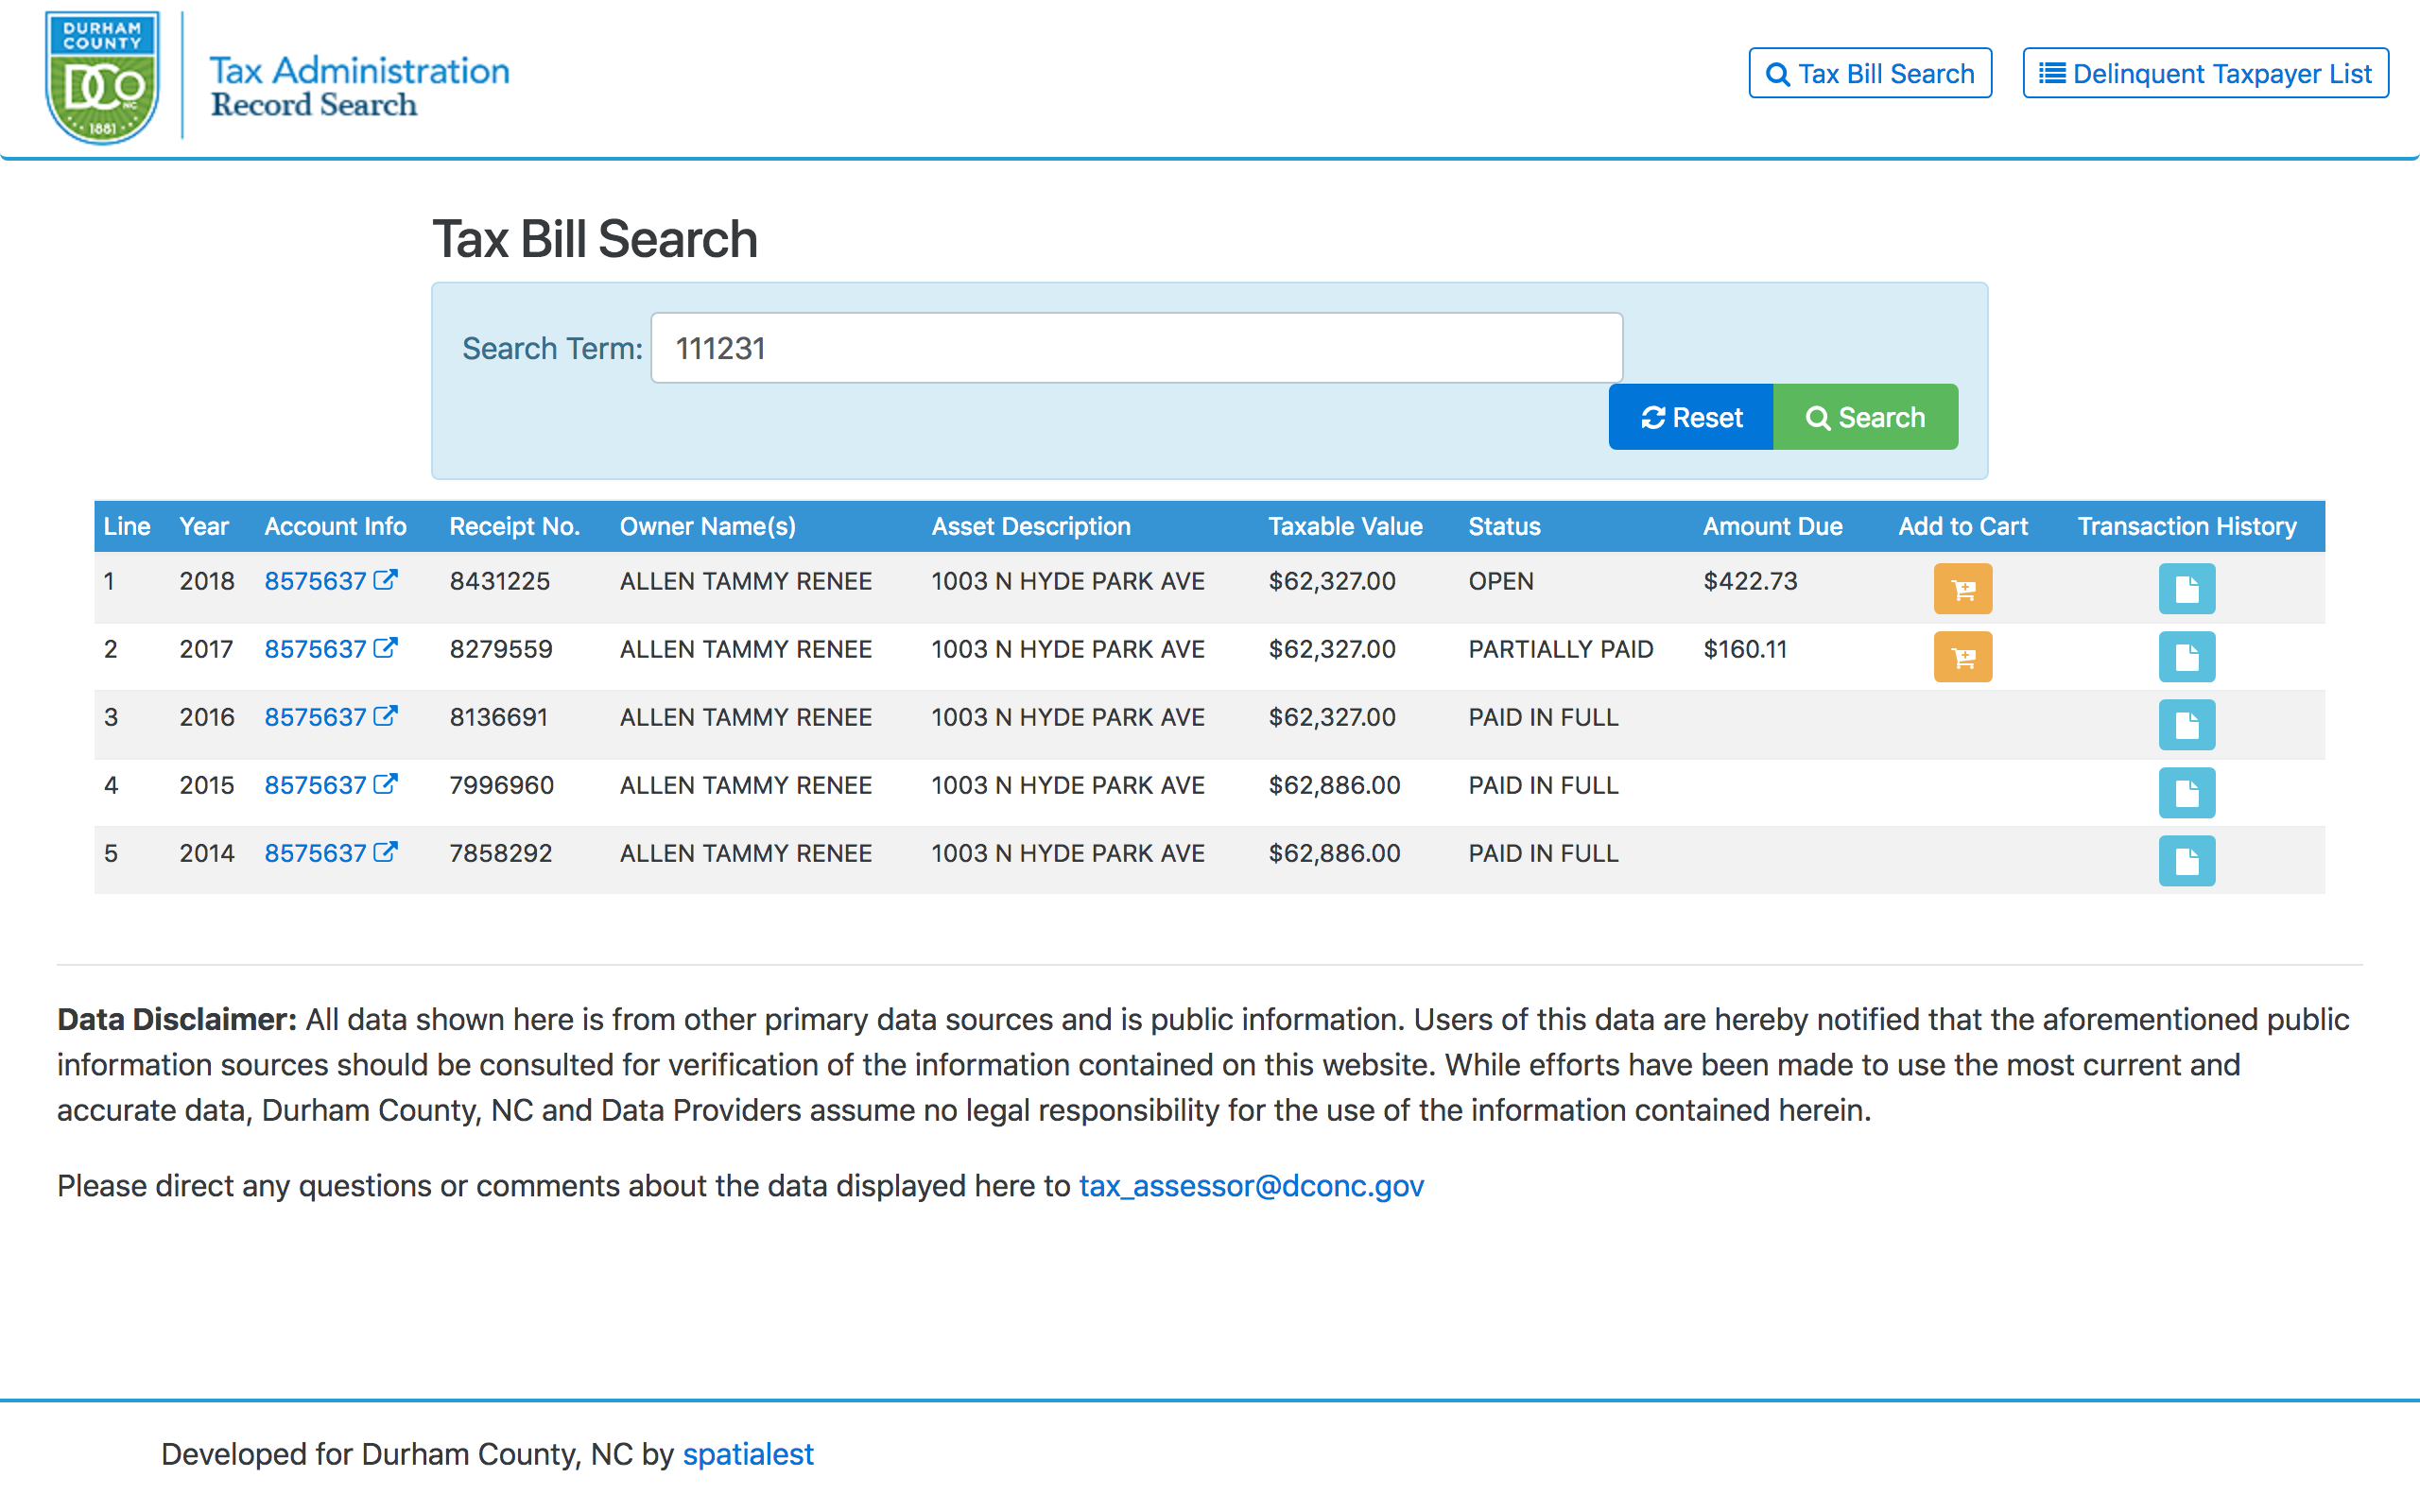 DURHAM
COUNTY
DCO
NC
1881
Tax Administration
Record Search
Tax Bill Search
Delinquent Taxpayer List
Tax Bill Search
Search Term: 111231
Reset Search
Line Year Account Info Receipt No. Owner Name(s) Asset Description Taxable Value Status Amount Due Add to Cart Transaction History
1 2018 8575637 8431225 ALLEN TAMMY RENEE 1003 N HYDE PARK AVE $62,327.00 OPEN $422.73
2 2017 8575637 8279559 ALLEN TAMMY RENEE 1003 N HYDE PARK AVE $62,327.00 PARTIALLY PAID $160.11
3 2016 8575637 8136691 ALLEN TAMMY RENEE 1003 N HYDE PARK AVE $62,327.00 PAID IN FULL
4 2015 8575637 7996960 ALLEN TAMMY RENEE 1003 N HYDE PARK AVE $62,886.00 PAID IN FULL
5 2014 8575637 7858292 ALLEN TAMMY RENEE 1003 N HYDE PARK AVE $62,886.00 PAID IN FULL
Data Disclaimer: All data shown here is from other primary data sources and is public information. Users of this data are hereby notified that the aforementioned public
information sources should be consulted for verification of the information contained on this website. While efforts have been made to use the most current and
accurate data, Durham County, NC and Data Providers assume no legal responsibility for the use of the information contained herein.
Please direct any questions or comments about the data displayed here to tax_assessor@dconc.gov
Developed for Durham County, NC by spatialest